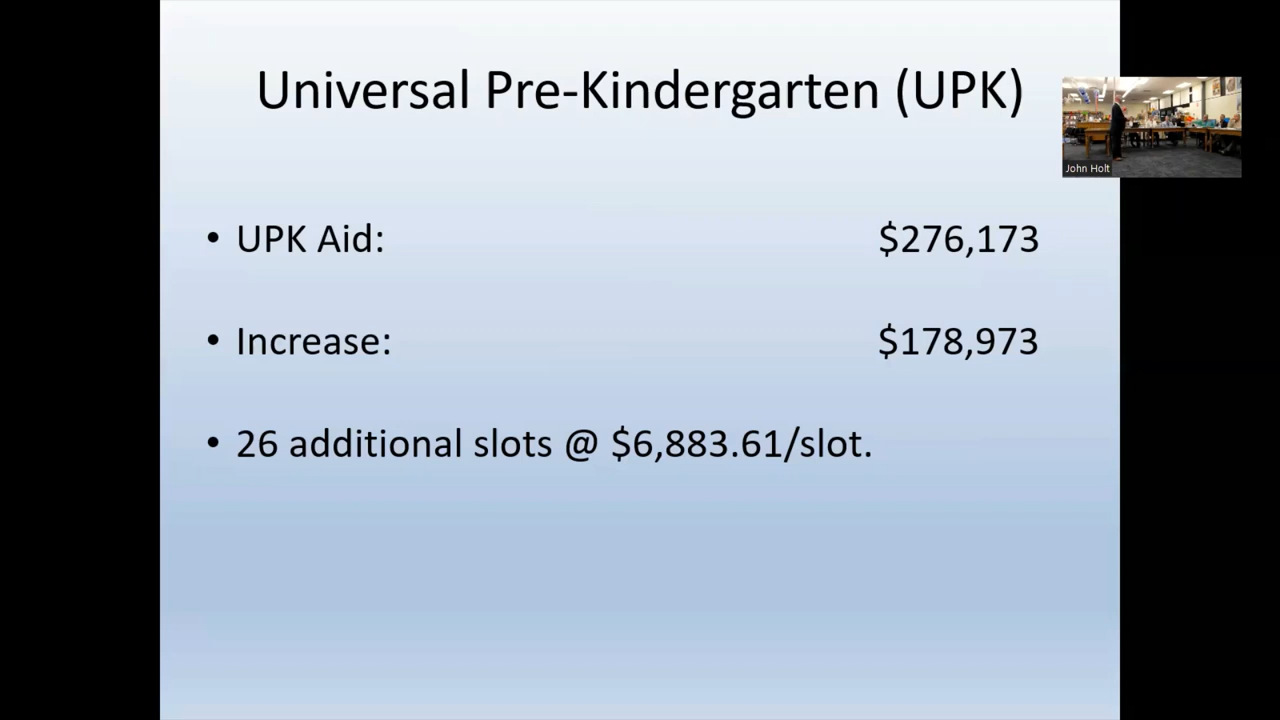 Universal Pre-Kindergarten (UPK)
John Holt
• UPK Aid: $276,173
• Increase: $178,973
• 26 additional slots @ $6,883.61/slot.